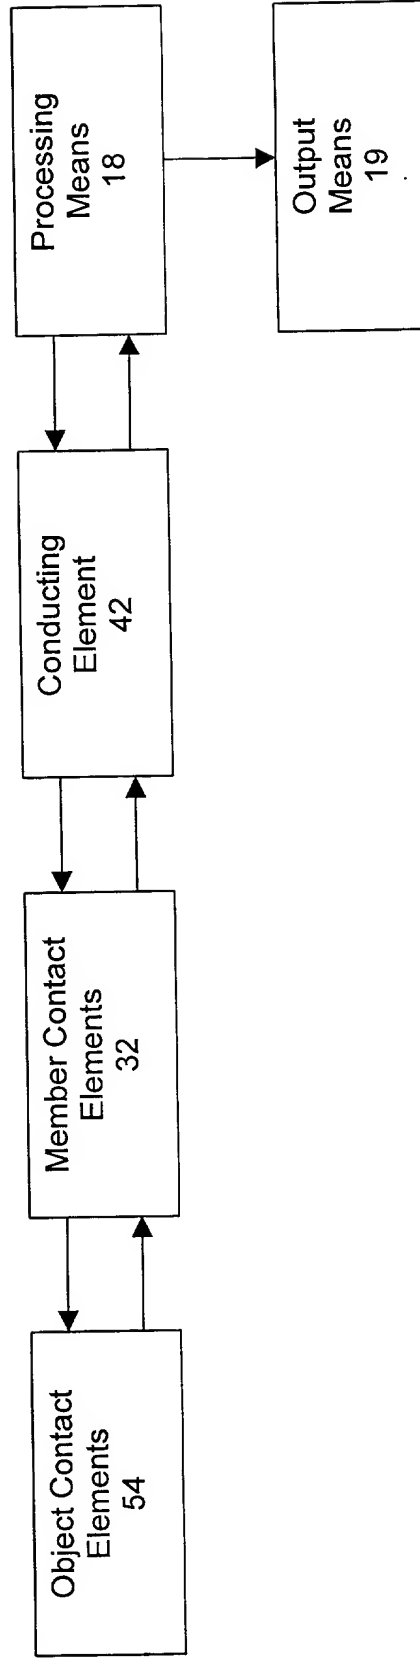 Object Contact
Elements
54
Member Contact
Elements
32
Conducting
Element
42
Processing
Means
18
Output
Means
19